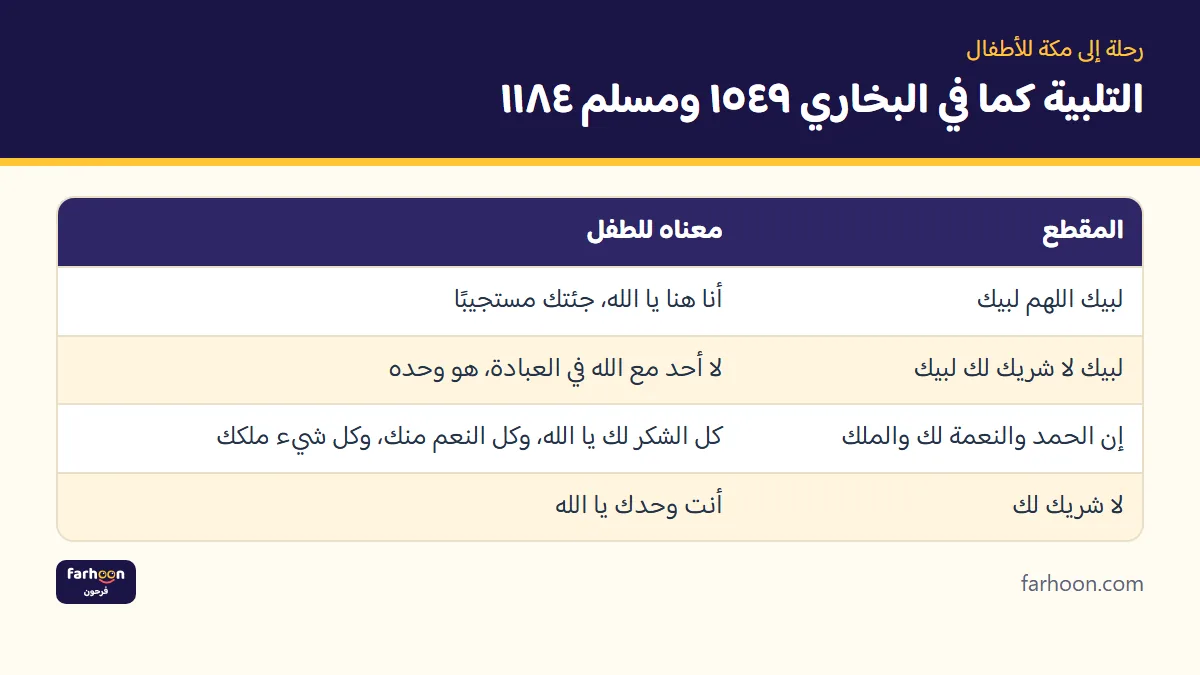 رحلة إلى مكة للأطفال
التلبية كما في البخاري ١٥٤٩ ومسلم ١١٨٤
المقطع معناه للطفل
لبيك اللهم لبيك أنا هنا يا الله، جئتك مستجيبًا
لبيك لا شريك لك لبيك لا أحد مع الله في العبادة، هو وحده
إن الحمد والنعمة لك والملك كل الشكر لك يا الله، وكل النعم منك، وكل شيء ملكك
لا شريك لك أنت وحدك يا الله
farhoon.com
farhoon
فرحون